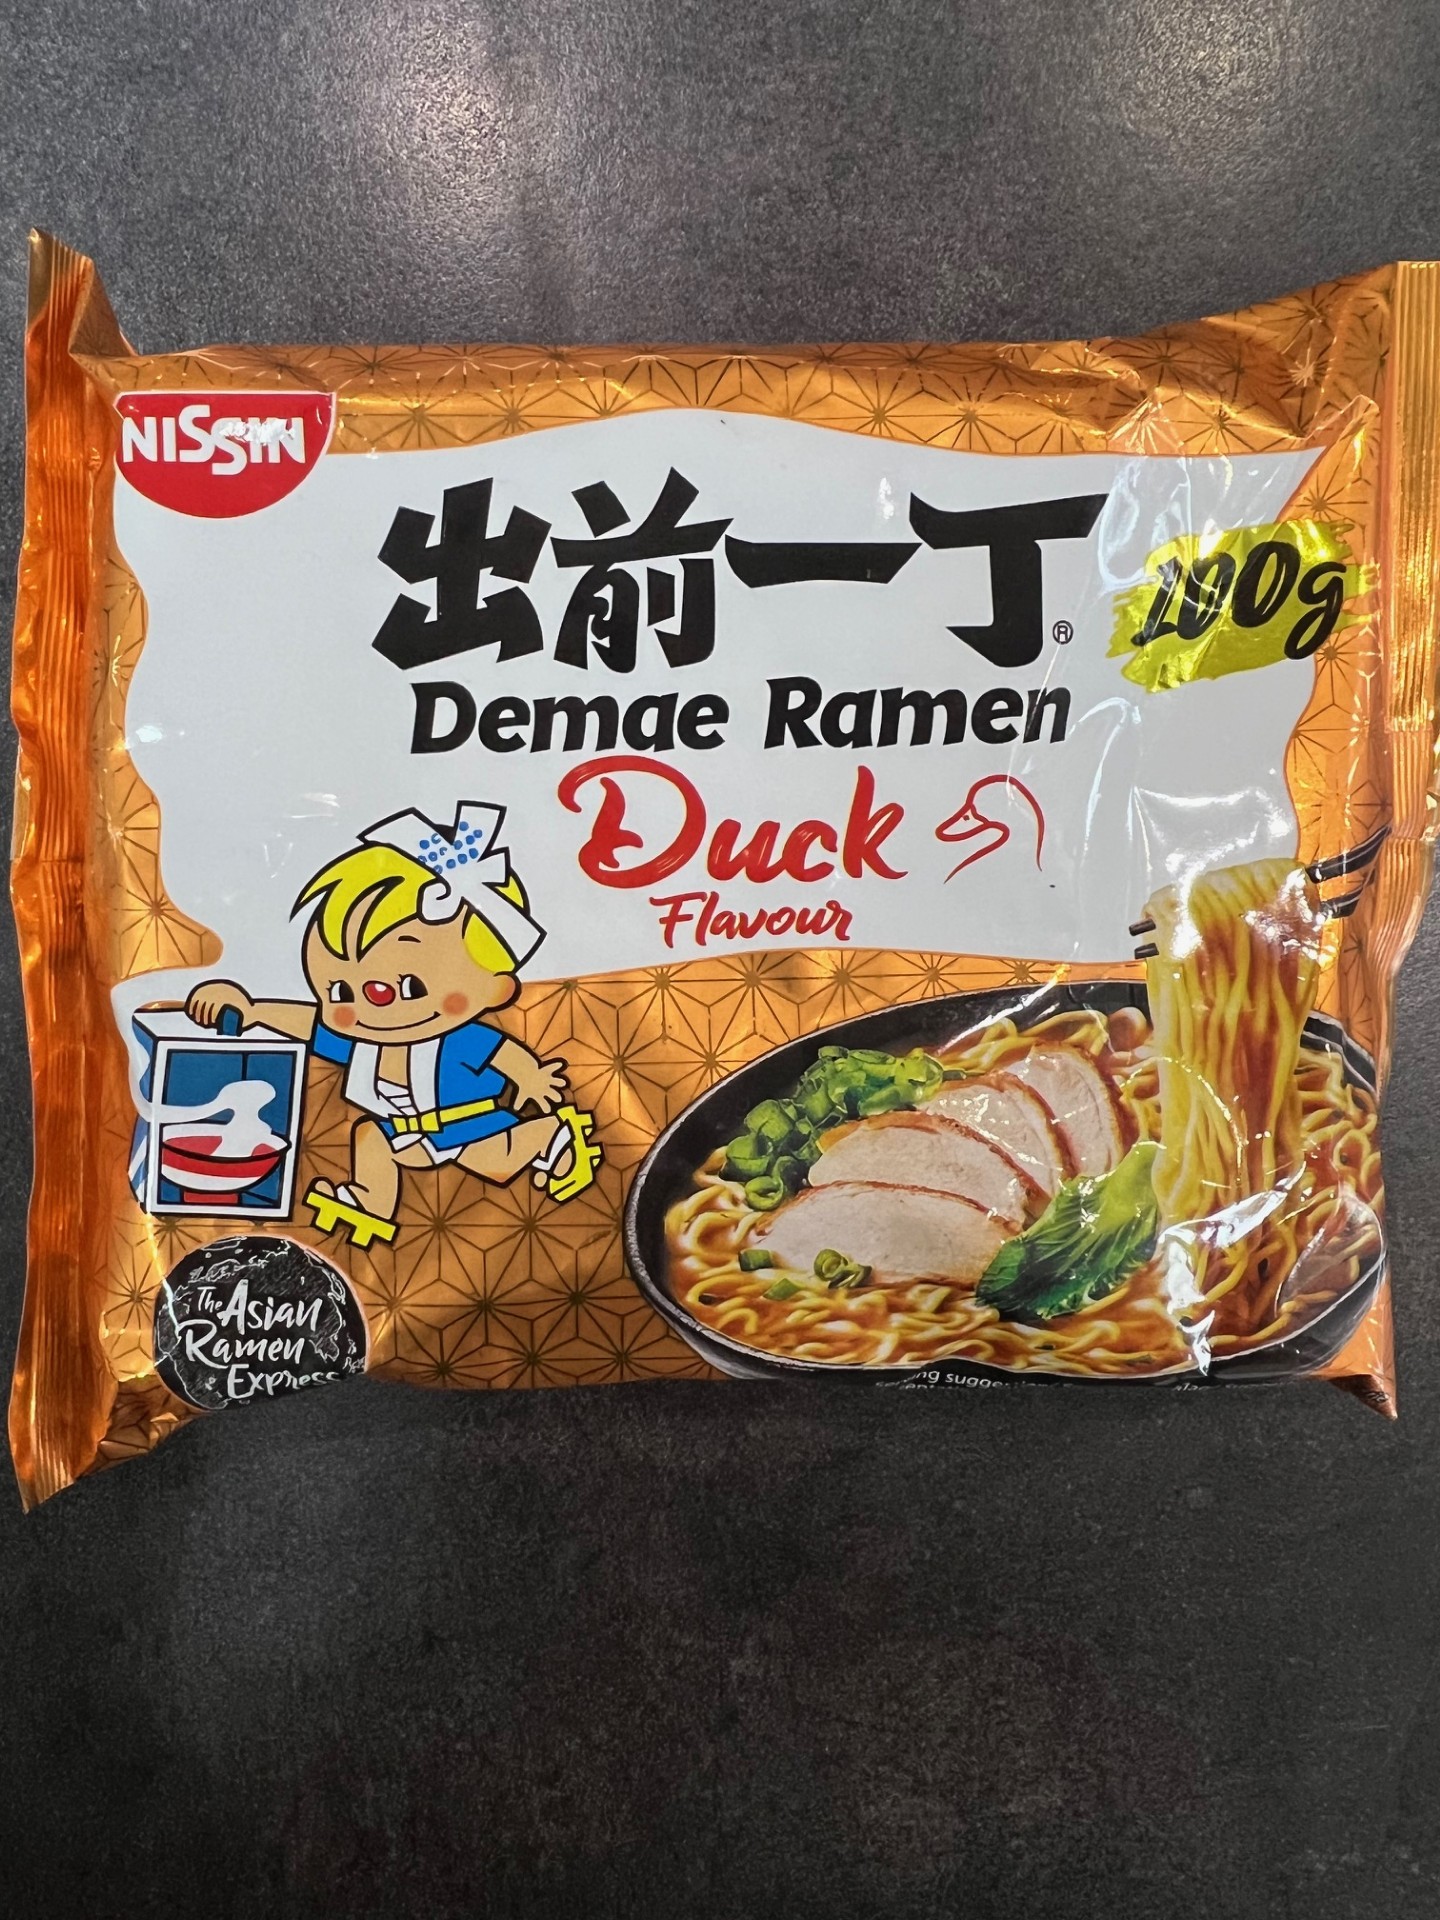 NISSIN
出前一丁®
100g
Demae Ramen
Duck
Flavour
The Asian
Ramen
Express